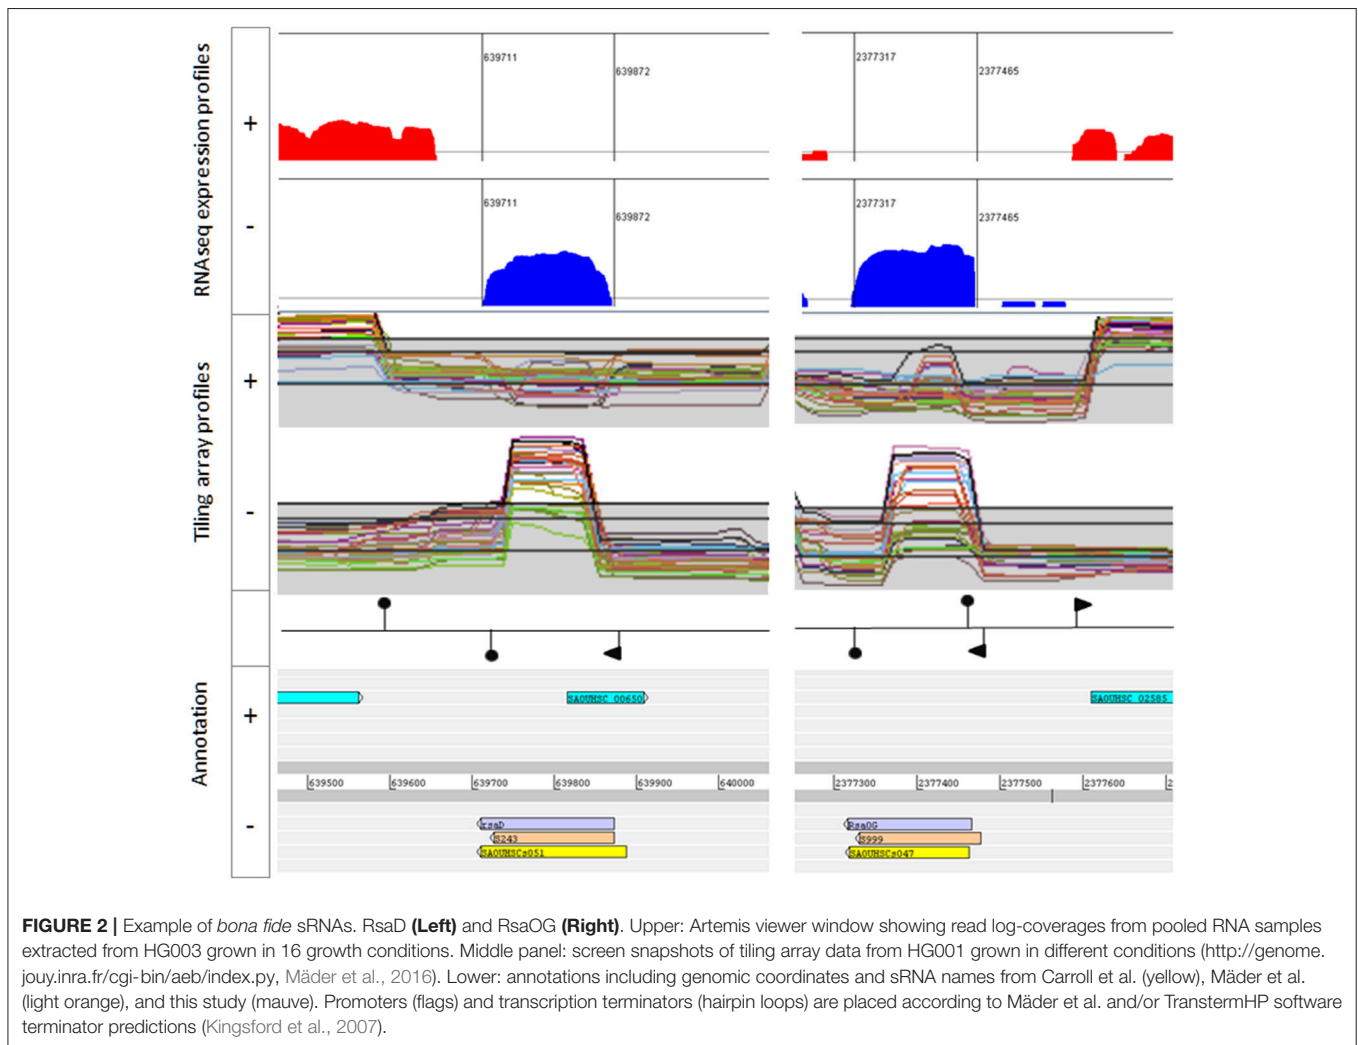 RNAseq expression profiles
+
639711
639872
2377317
2377465
-
639711
639872
2377317
2377465
Tiling array profiles
+
-
Annotation
+
SAOUHSC_00650
SAOUHSC_02585
639500 639600 639700 639800 639900 640000
2377300 2377400 2377500 2377600 2
-
rsaD
S243
SAOUHSCs051
RsaOG
S999
SAOUHSCs047
FIGURE 2 | Example of bona fide sRNAs. RsaD (Left) and RsaOG (Right). Upper: Artemis viewer window showing read log-coverages from pooled RNA samples
extracted from HG003 grown in 16 growth conditions. Middle panel: screen snapshots of tiling array data from HG001 grown in different conditions (http://genome.
jouy.inra.fr/cgi-bin/aeb/index.py, Mäder et al., 2016). Lower: annotations including genomic coordinates and sRNA names from Carroll et al. (yellow), Mäder et al.
(light orange), and this study (mauve). Promoters (flags) and transcription terminators (hairpin loops) are placed according to Mäder et al. and/or TranstermHP software
terminator predictions (Kingsford et al., 2007).